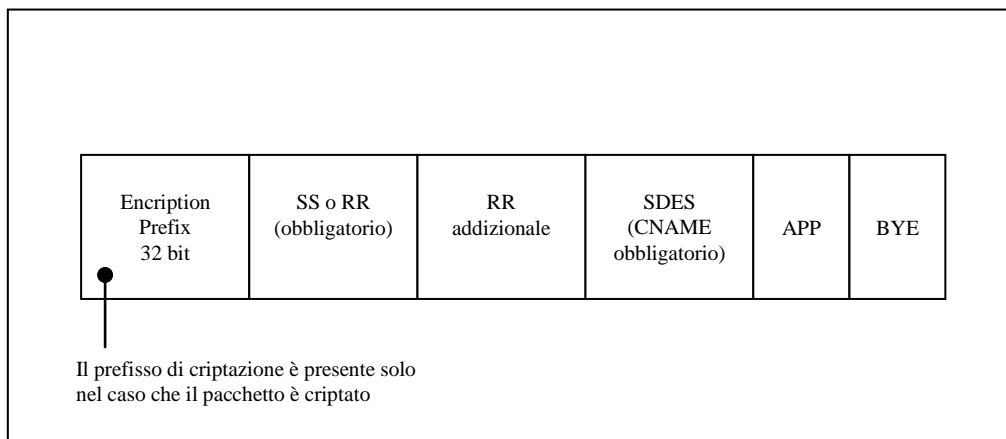 Encription
Prefix
32 bit
SS o RR
(obbligatorio)
RR
addizionale
SDES
(CNAME
obbligatorio)
APP
BYE
Il prefisso di criptazione è presente solo
nel caso che il pacchetto è criptato